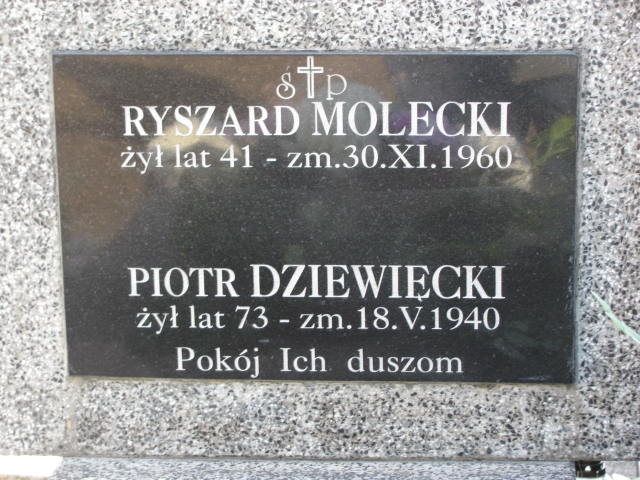 ś✝p
RYSZARD MOLECKI
żył lat 41 - zm.30.XI.1960
PIOTR DZIEWIĘCKI
żył lat 73 - zm.18.V.1940
Pokój Ich duszom